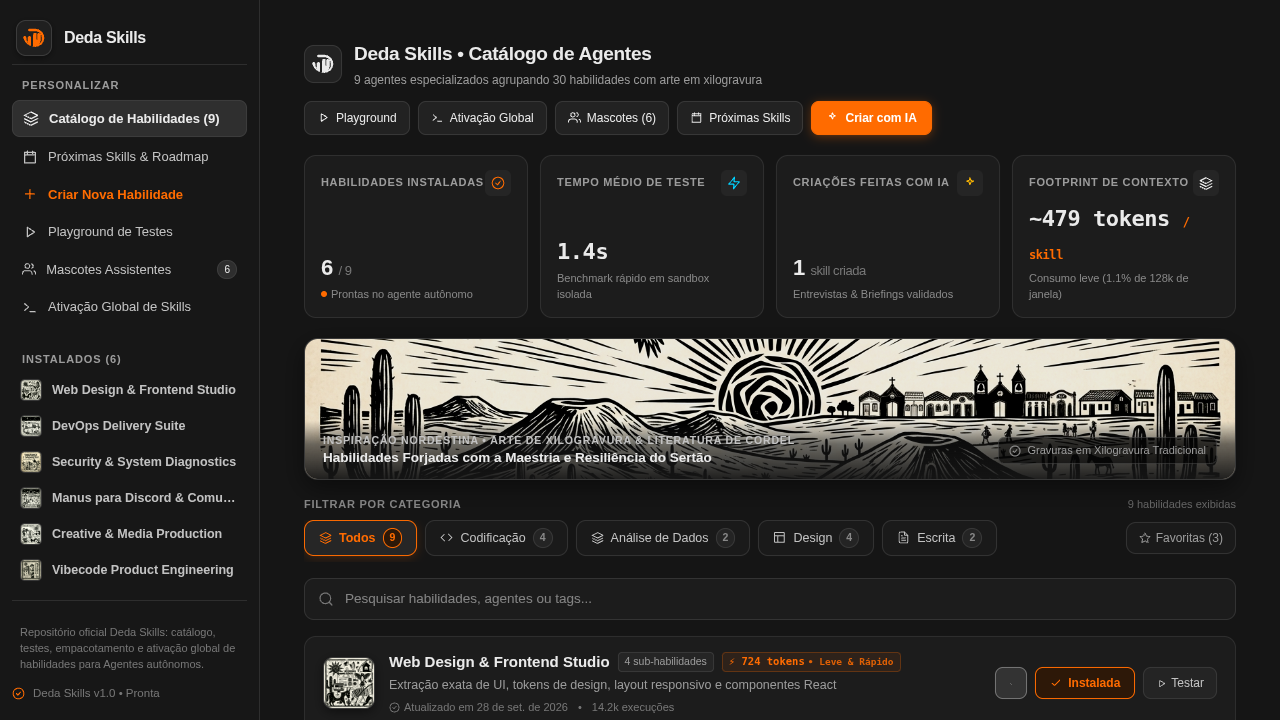 Deda Skills
PERSONALIZAR
Catálogo de Habilidades (9)
Próximas Skills & Roadmap
Criar Nova Habilidade
Playground de Testes
Mascotes Assistentes 6
Ativação Global de Skills
INSTALADOS (6)
Web Design & Frontend Studio
DevOps Delivery Suite
Security & System Diagnostics
Manus para Discord & Comu...
Creative & Media Production
Vibecode Product Engineering
Repositório oficial Deda Skills: catálogo,
testes, empacotamento e ativação global de
habilidades para Agentes autônomos.
Deda Skills v1.0 • Pronta
Deda Skills • Catálogo de Agentes
9 agentes especializados agrupando 30 habilidades com arte em xilogravura
Playground Ativação Global Mascotes (6) Próximas Skills Criar com IA
HABILIDADES INSTALADAS
6 / 9
Prontas no agente autônomo
TEMPO MÉDIO DE TESTE
1.4s
Benchmark rápido em sandbox
isolada
CRIAÇÕES FEITAS COM IA
1 skill criada
Entrevistas & Briefings validados
FOOTPRINT DE CONTEXTO
~479 tokens /
skill
Consumo leve (1.1% de 128k de
janela)
INSPIRAÇÃO NORDESTINA • ARTE DE XILOGRAVURA & LITERATURA DE CORDEL
Habilidades Forjadas com a Maestria e Resiliência do Sertão
Gravuras em Xilogravura Tradicional
FILTRAR POR CATEGORIA 9 habilidades exibidas
Todos 9 Codificação 4 Análise de Dados 2 Design 4 Escrita 2 Favoritas (3)
Pesquisar habilidades, agentes ou tags...
Web Design & Frontend Studio 4 sub-habilidades ⚡ 724 tokens • Leve & Rápido
Extração exata de UI, tokens de design, layout responsivo e componentes React
Atualizado em 28 de set. de 2026 • 14.2k execuções
Instalada Testar